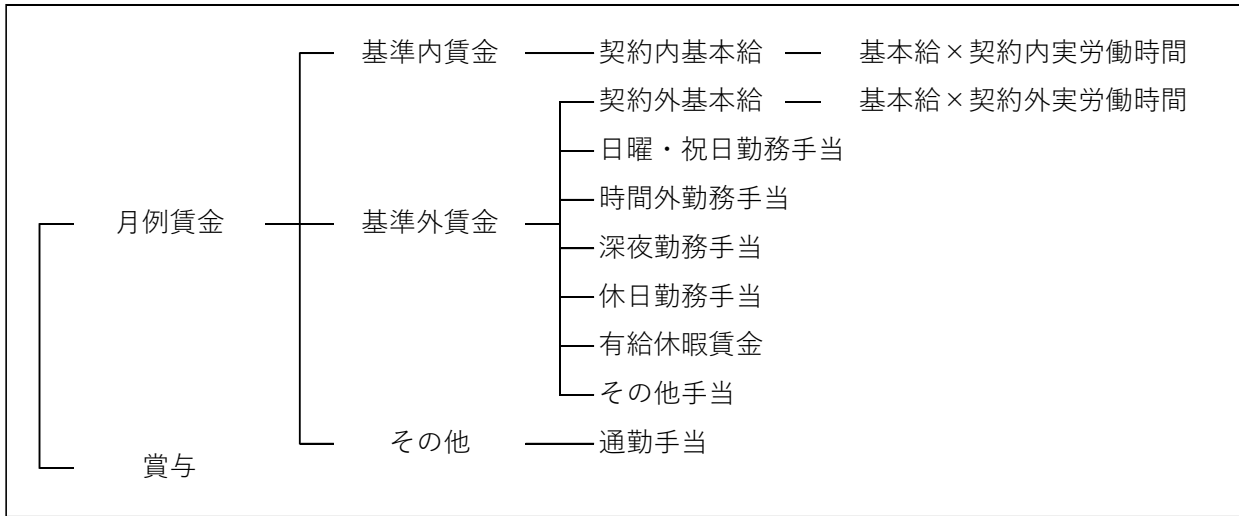 基準内賃金 契約内基本給 基本給×契約内実労働時間
契約外基本給 基本給×契約外実労働時間
日曜・祝日勤務手当
時間外勤務手当
月例賃金 基準外賃金 深夜勤務手当
休日勤務手当
有給休暇賃金
その他手当
その他 通勤手当
賞与